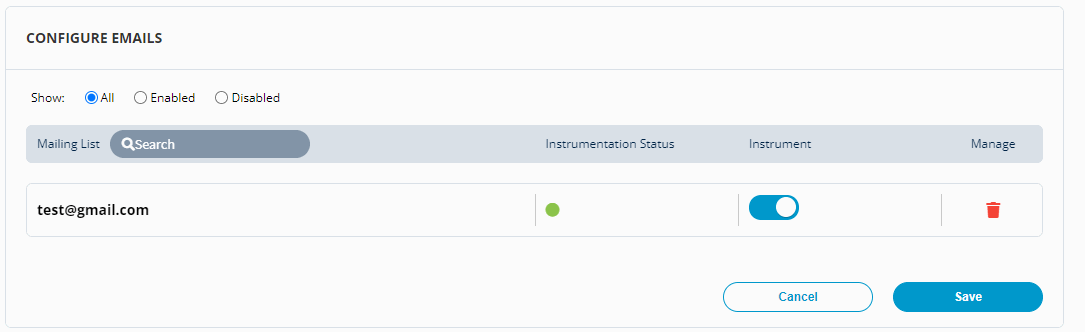 CONFIGURE EMAILS
Show: All Enabled Disabled
Mailing List Search Instrumentation Status Instrument Manage
test@gmail.com
Cancel Save